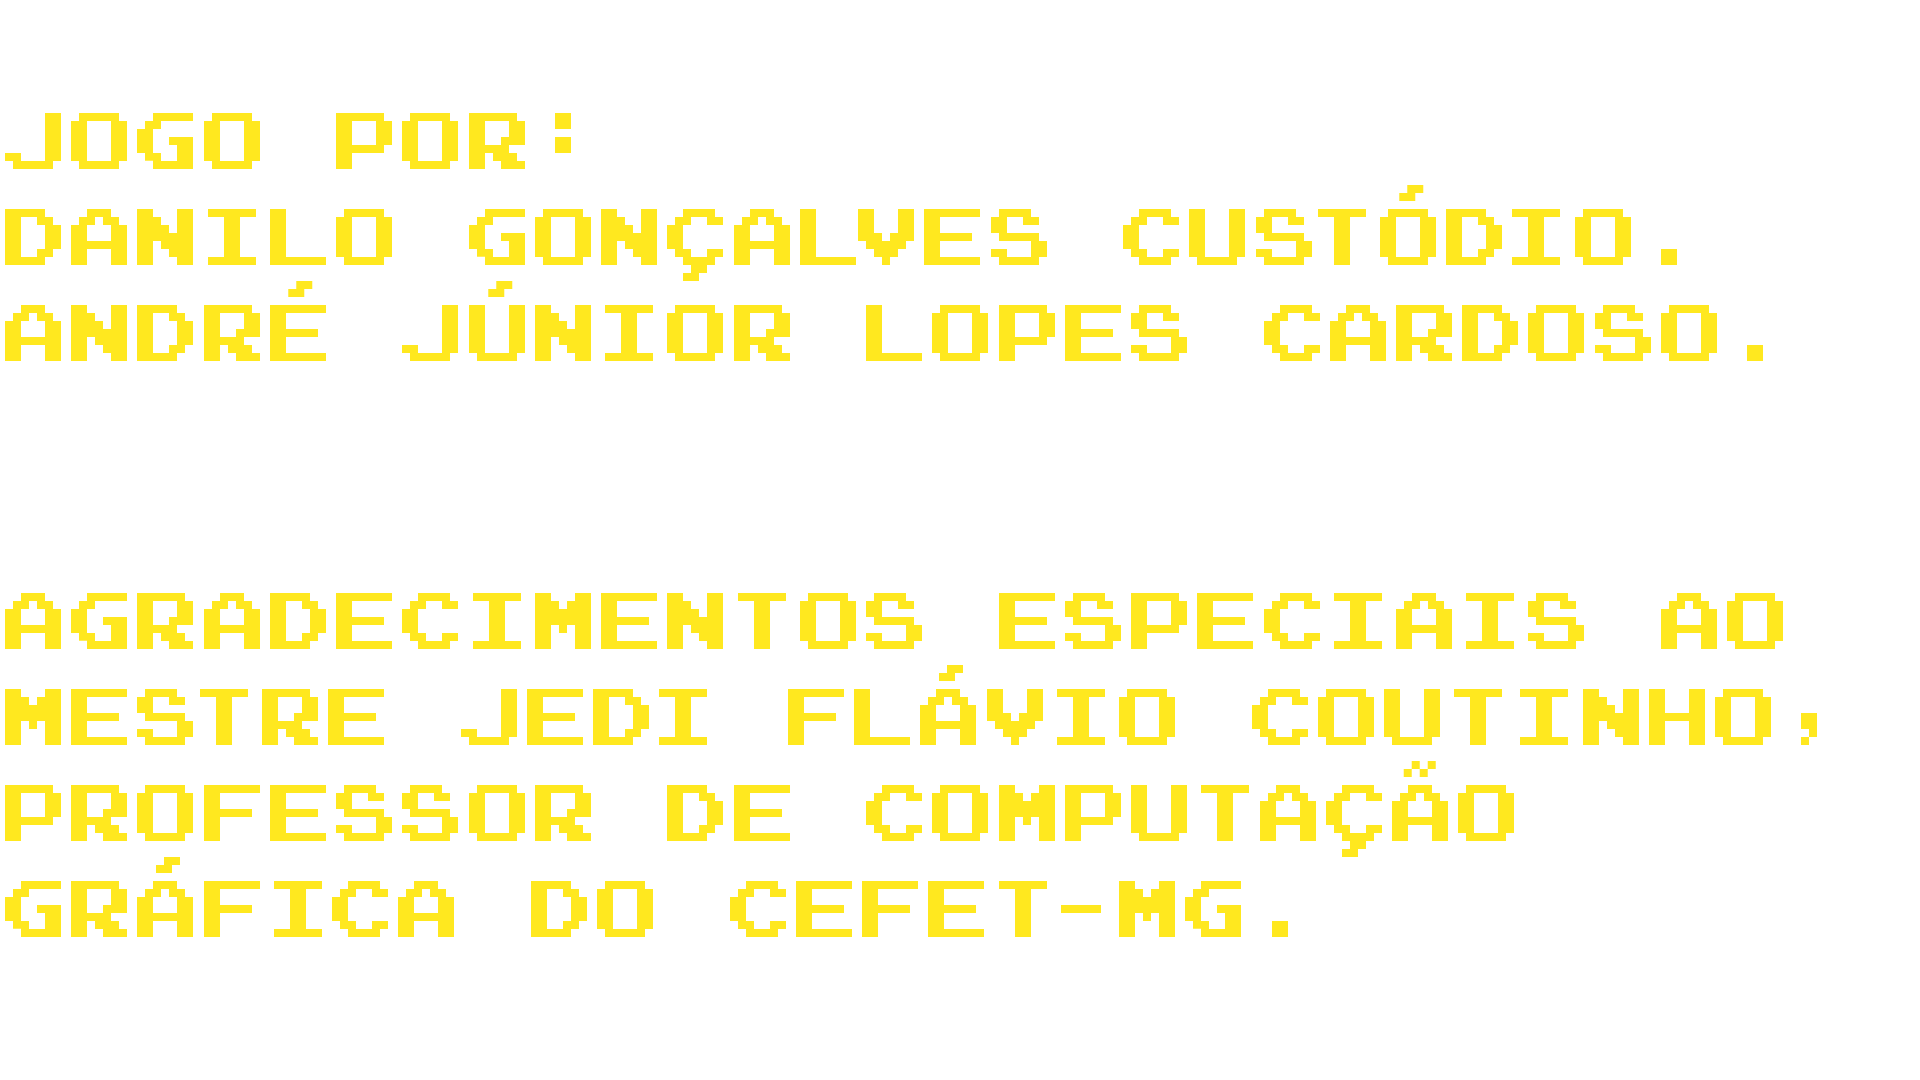 JOGO POR:
DANILO GONÇALVES CUSTÓDIO.
ANDRÉ JÚNIOR LOPES CARDOSO.
AGRADECIMENTOS ESPECIAIS AO
MESTRE JEDI FLÁVIO COUTINHO,
PROFESSOR DE COMPUTAÇÃO
GRÁFICA DO CEFET-MG.